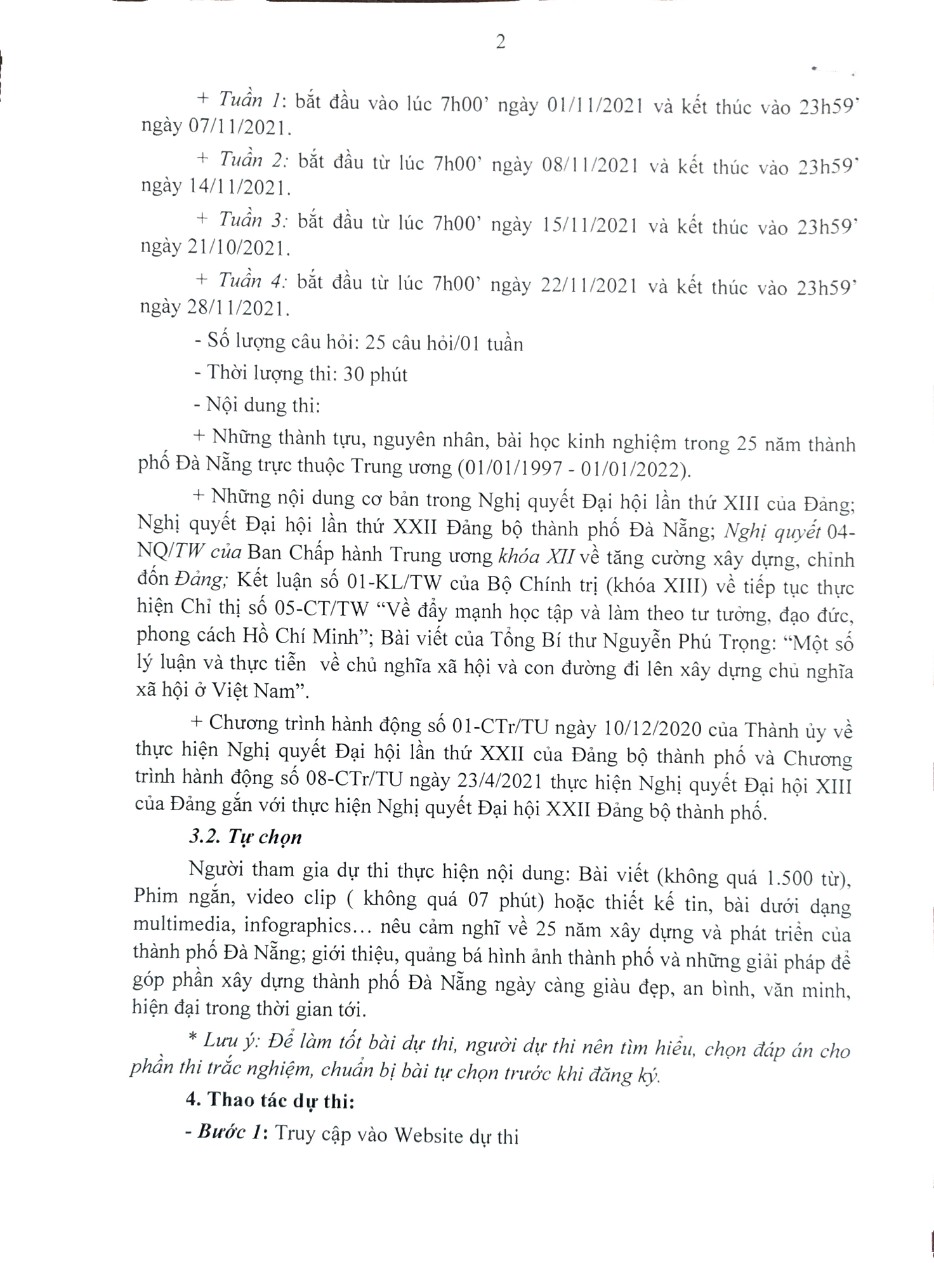 2
+ Tuần 1: bắt đầu vào lúc 7h00’ ngày 01/11/2021 và kết thúc vào 23h59’
ngày 07/11/2021.
+ Tuần 2: bắt đầu từ lúc 7h00’ ngày 08/11/2021 và kết thúc vào 23h59’
ngày 14/11/2021.
+ Tuần 3: bắt đầu từ lúc 7h00’ ngày 15/11/2021 và kết thúc vào 23h59’
ngày 21/10/2021.
+ Tuần 4: bắt đầu từ lúc 7h00’ ngày 22/11/2021 và kết thúc vào 23h59’
ngày 28/11/2021.
- Số lượng câu hỏi: 25 câu hỏi/01 tuần
- Thời lượng thi: 30 phút
- Nội dung thi:
+ Những thành tựu, nguyên nhân, bài học kinh nghiệm trong 25 năm thành
phố Đà Nẵng trực thuộc Trung ương (01/01/1997 - 01/01/2022).
+ Những nội dung cơ bản trong Nghị quyết Đại hội lần thứ XIII của Đảng;
Nghị quyết Đại hội lần thứ XXII Đảng bộ thành phố Đà Nẵng; Nghị quyết 04-
NQ/TW của Ban Chấp hành Trung ương khóa XII về tăng cường xây dựng, chỉnh
đốn Đảng; Kết luận số 01-KL/TW của Bộ Chính trị (khóa XIII) về tiếp tục thực
hiện Chỉ thị số 05-CT/TW “Về đẩy mạnh học tập và làm theo tư tưởng, đạo đức,
phong cách Hồ Chí Minh”; Bài viết của Tổng Bí thư Nguyễn Phú Trọng: “Một số
lý luận và thực tiễn về chủ nghĩa xã hội và con đường đi lên xây dựng chủ nghĩa
xã hội ở Việt Nam”.
+ Chương trình hành động số 01-CTr/TU ngày 10/12/2020 của Thành ủy về
thực hiện Nghị quyết Đại hội lần thứ XXII của Đảng bộ thành phố và Chương
trình hành động số 08-CTr/TU ngày 23/4/2021 thực hiện Nghị quyết Đại hội XIII
của Đảng gắn với thực hiện Nghị quyết Đại hội XXII Đảng bộ thành phố.
3.2. Tự chọn
Người tham gia dự thi thực hiện nội dung: Bài viết (không quá 1.500 từ),
Phim ngắn, video clip ( không quá 07 phút) hoặc thiết kế tin, bài dưới dạng
multimedia, infographics… nêu cảm nghĩ về 25 năm xây dựng và phát triển của
thành phố Đà Nẵng; giới thiệu, quảng bá hình ảnh thành phố và những giải pháp để
góp phần xây dựng thành phố Đà Nẵng ngày càng giàu đẹp, an bình, văn minh,
hiện đại trong thời gian tới.
* Lưu ý: Để làm tốt bài dự thi, người dự thi nên tìm hiểu, chọn đáp án cho
phần thi trắc nghiệm, chuẩn bị bài tự chọn trước khi đăng ký.
4. Thao tác dự thi:
- Bước 1: Truy cập vào Website dự thi